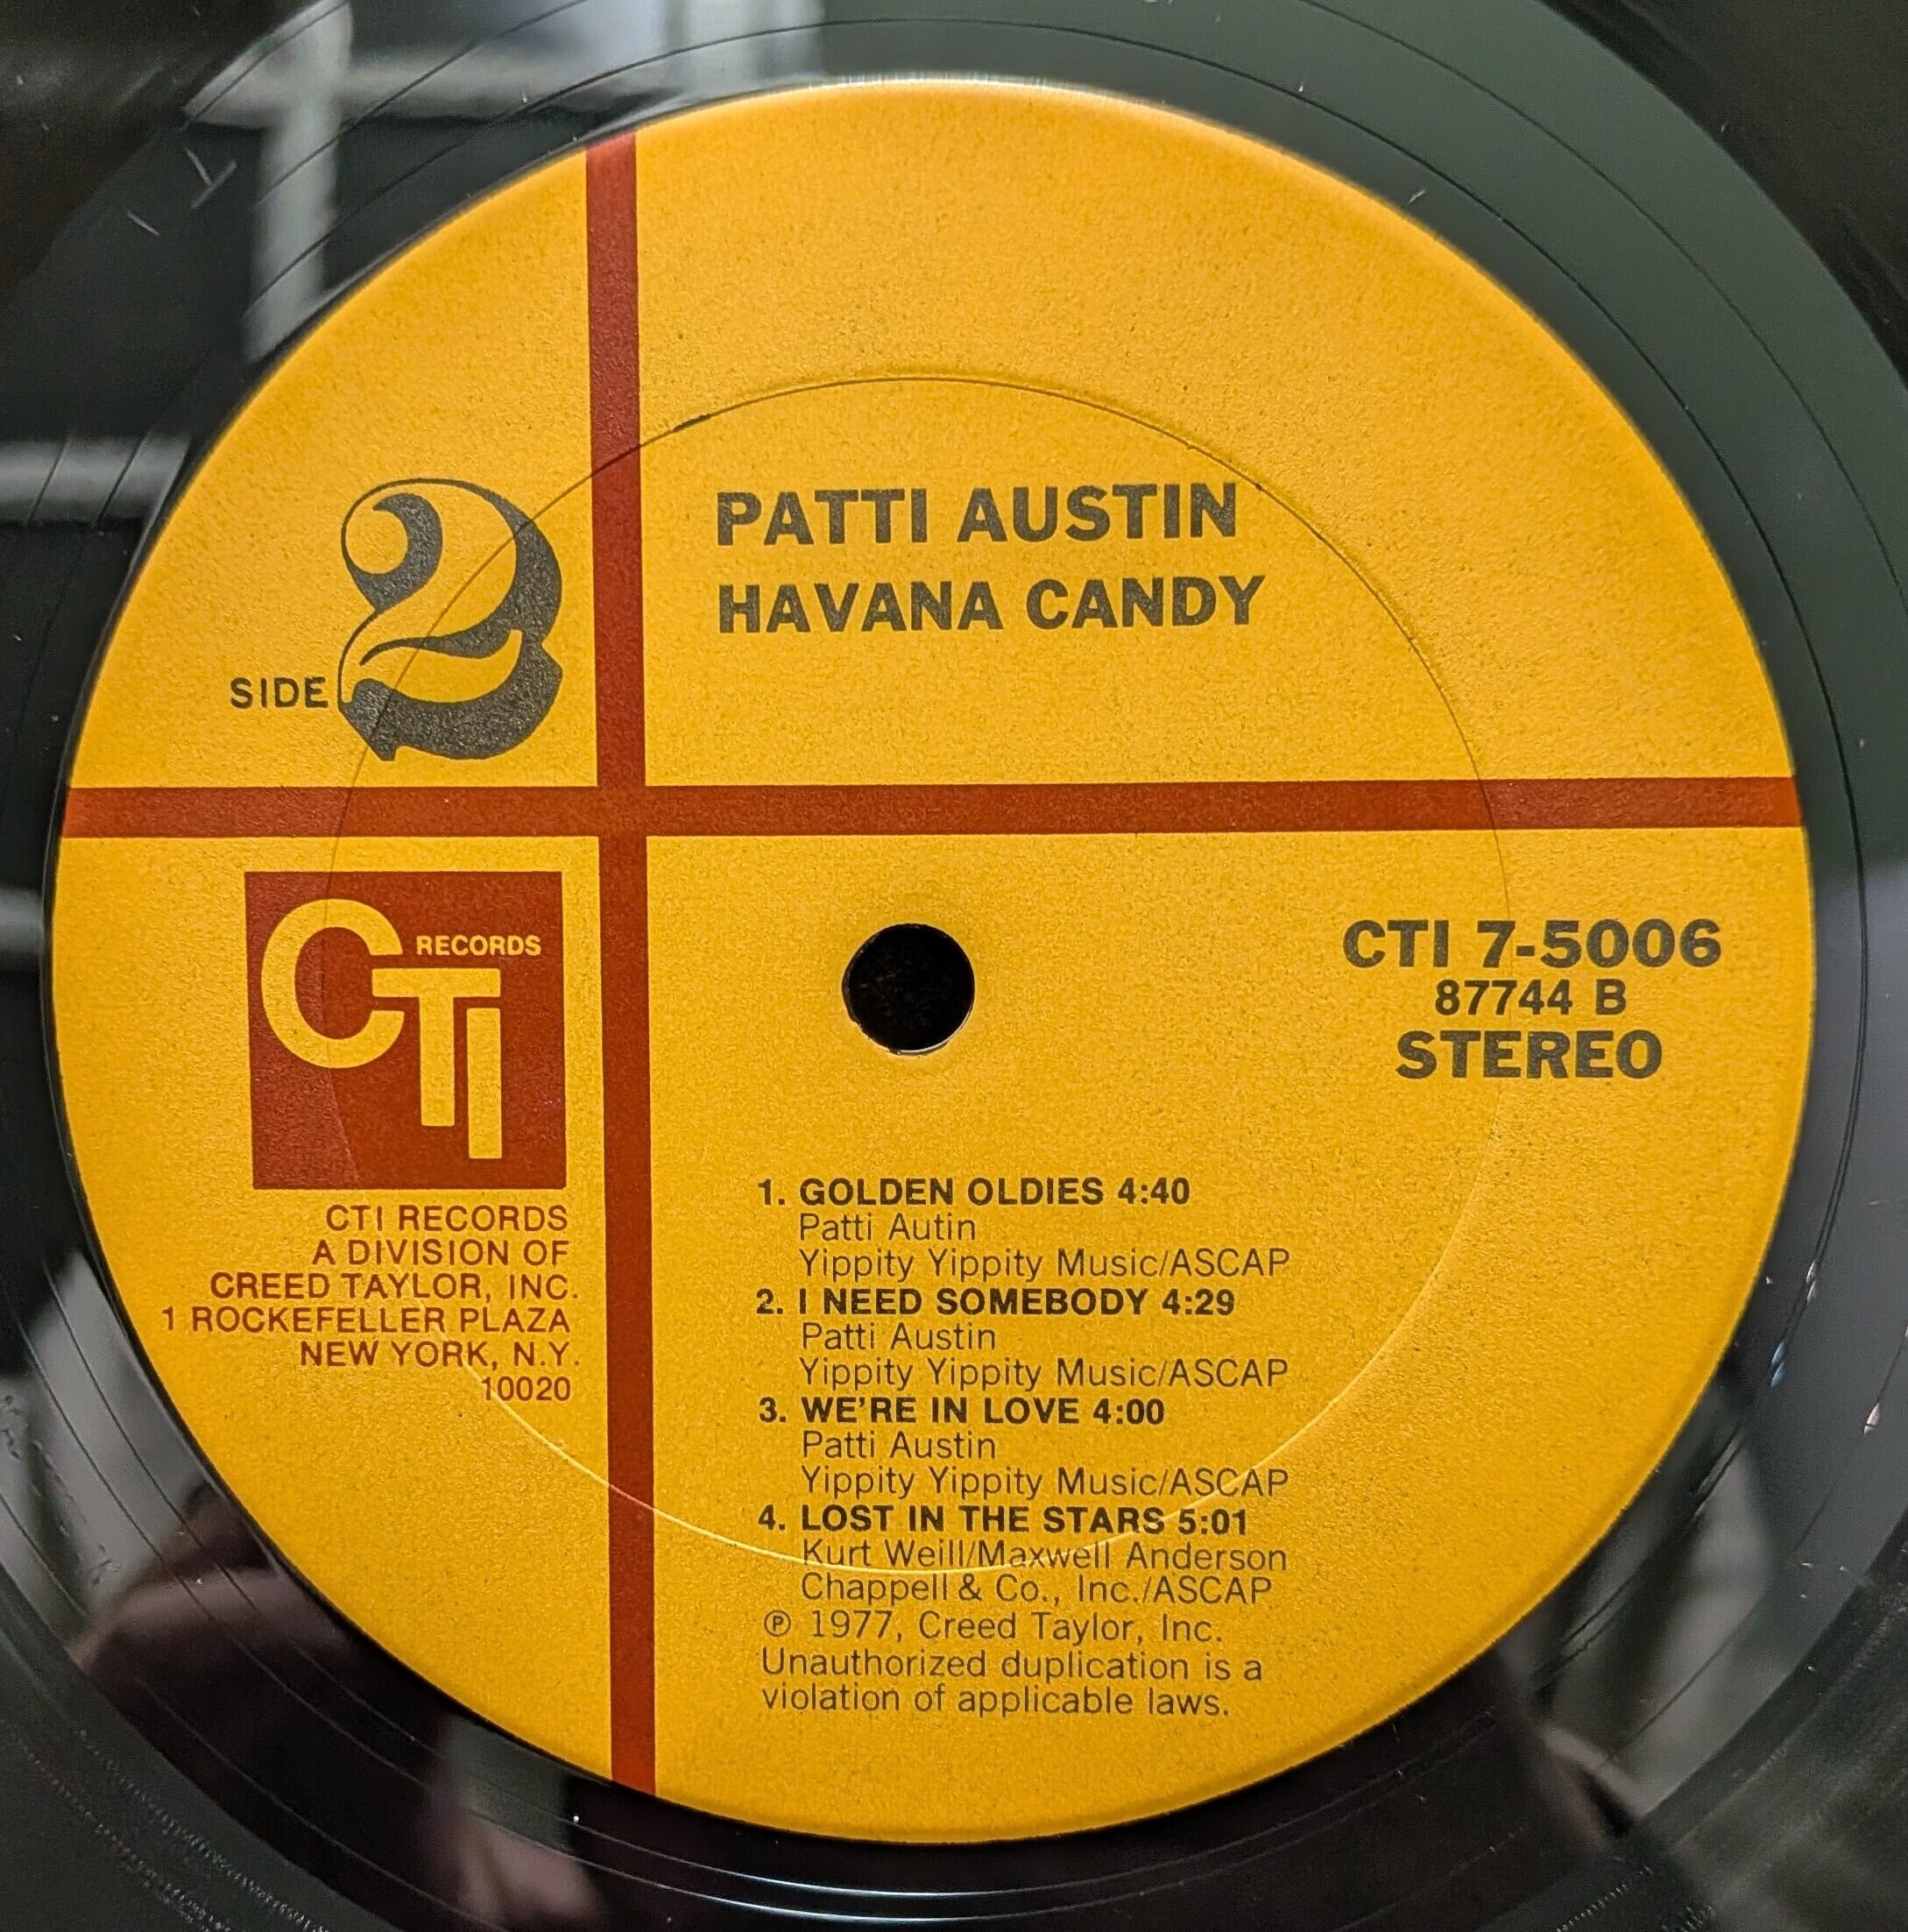 SIDE 2
PATTI AUSTIN
HAVANA CANDY
CTI RECORDS
CTI RECORDS
A DIVISION OF
CREED TAYLOR, INC.
1 ROCKEFELLER PLAZA
NEW YORK, N.Y.
10020
CTI 7-5006
87744 B
STEREO
1. GOLDEN OLDIES 4:40
Patti Autin
Yippity Yippity Music/ASCAP
2. I NEED SOMEBODY 4:29
Patti Austin
Yippity Yippity Music/ASCAP
3. WE'RE IN LOVE 4:00
Patti Austin
Yippity Yippity Music/ASCAP
4. LOST IN THE STARS 5:01
Kurt Weill/Maxwell Anderson
Chappell & Co., Inc./ASCAP
℗ 1977, Creed Taylor, Inc.
Unauthorized duplication is a
violation of applicable laws.